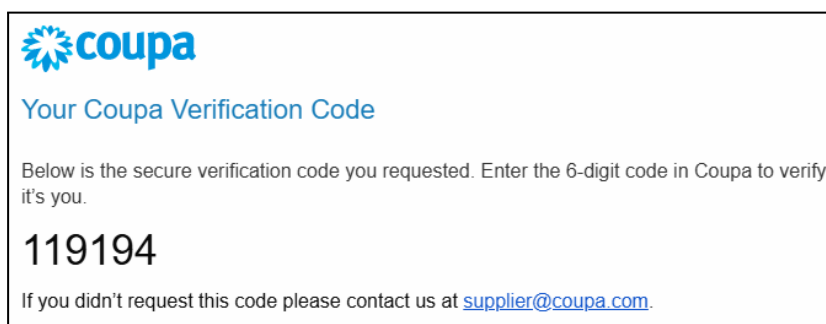 coupa
Your Coupa Verification Code
Below is the secure verification code you requested. Enter the 6-digit code in Coupa to verify
it's you.
119194
If you didn't request this code please contact us at supplier@coupa.com.